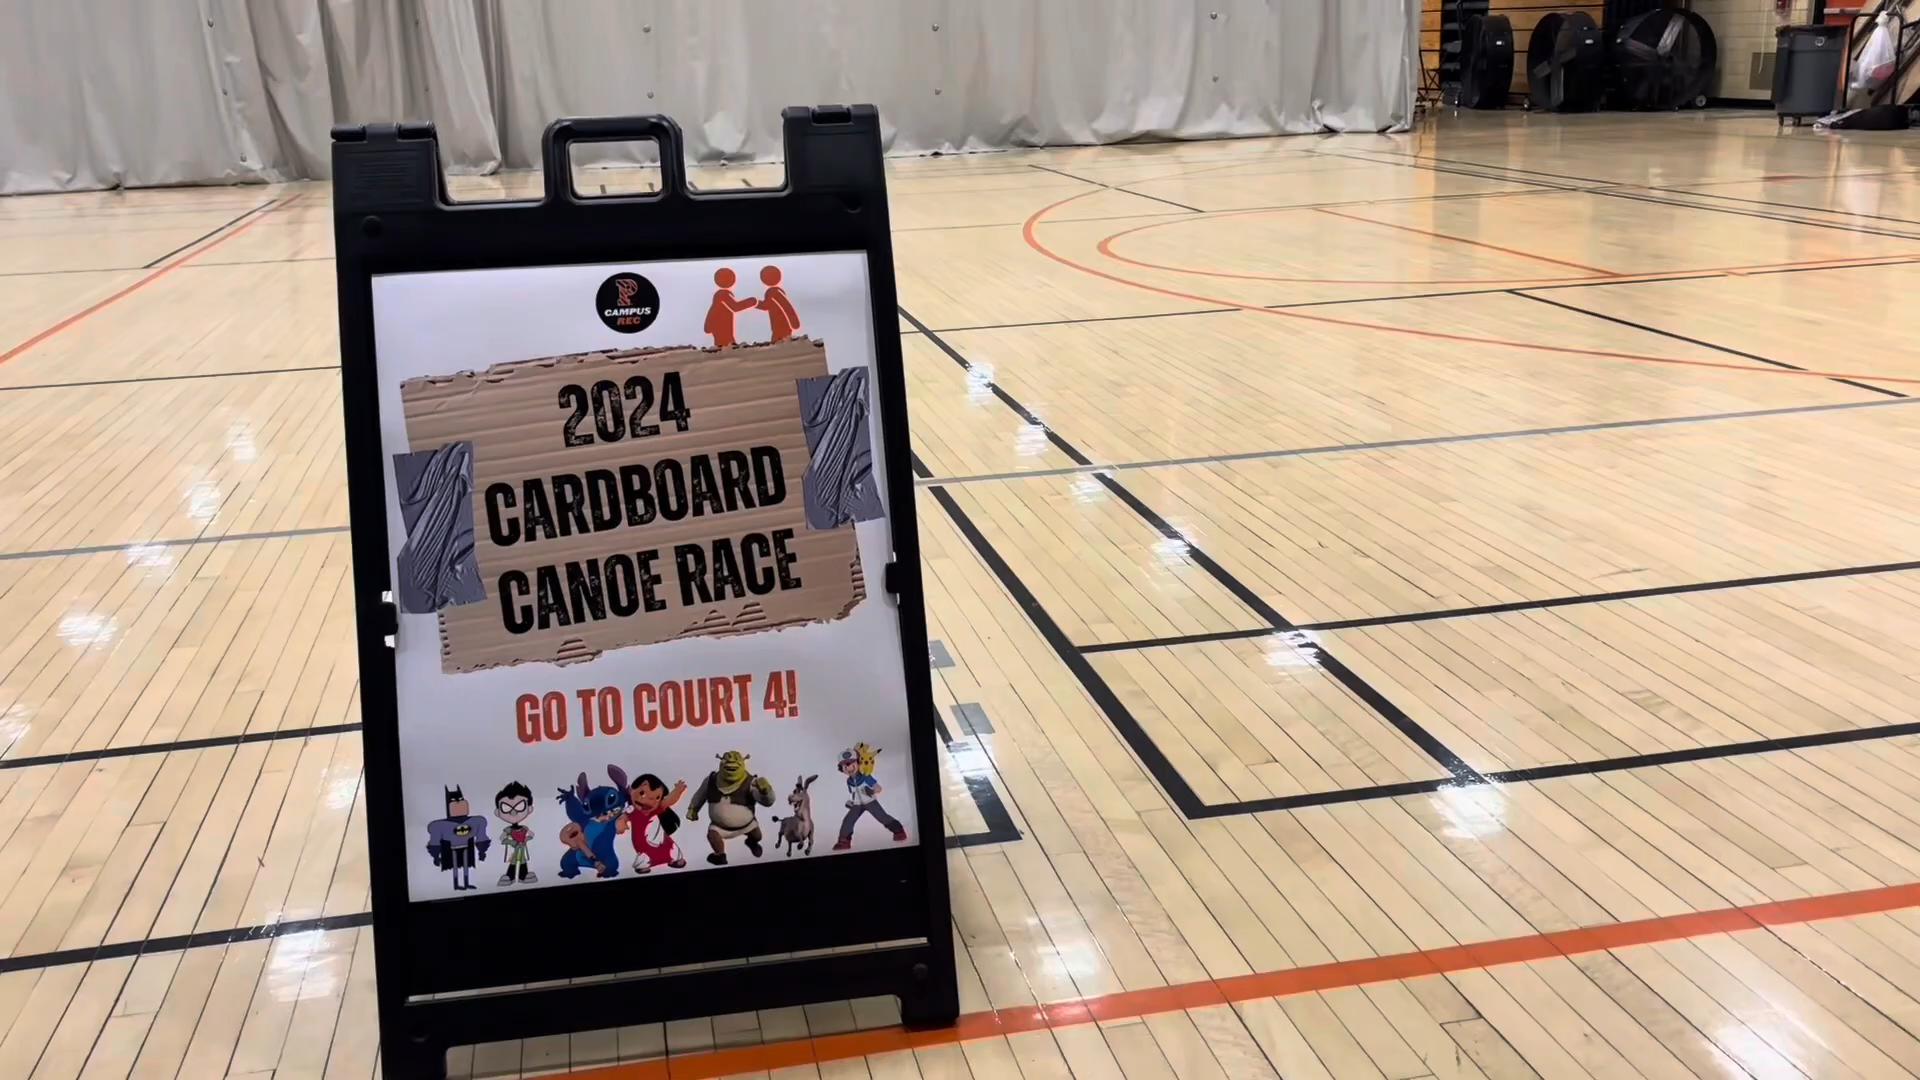 CAMPUS
REC
2024
CARDBOARD
CANOE RACE
GO TO COURT 4!